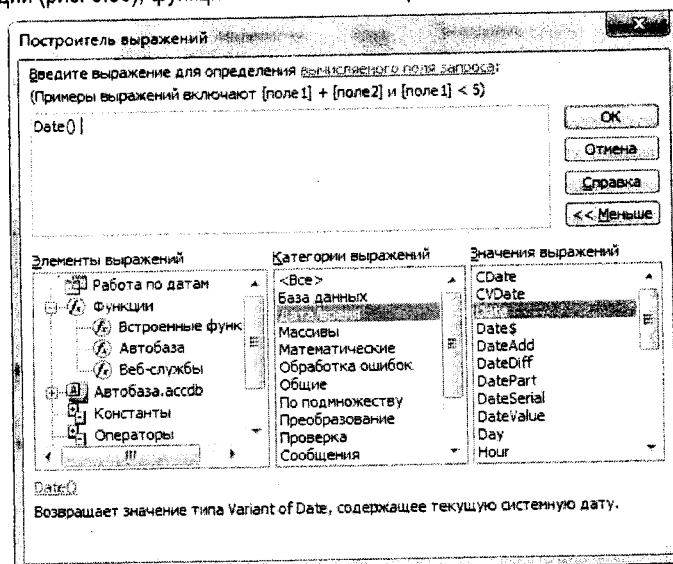 (рис.
Построитель выражений
Введите выражение для определения вычисляемого поля запроса:
(Примеры выражений включают [поле1] + [поле2] и [поле1] < 5)
Date()
ОК
Отмена
Справка
<< Меньше
Элементы выражений
Работа по датам
Функции
Встроенные функ
Автобаза
Веб-службы
Автобаза.accdb
Константы
Операторы
Категории выражений
<Все>
База данных
Массивы
Математические
Обработка ошибок
Общие
По подмножеству
Преобразование
Проверка
Сообщения
Значения выражений
CDate
CVDate
Date
Date$
DateAdd
DateDiff
DatePart
DateSerial
DateValue
Day
Hour
Date()
Возвращает значение типа Variant of Date, содержащее текущую системную дату.